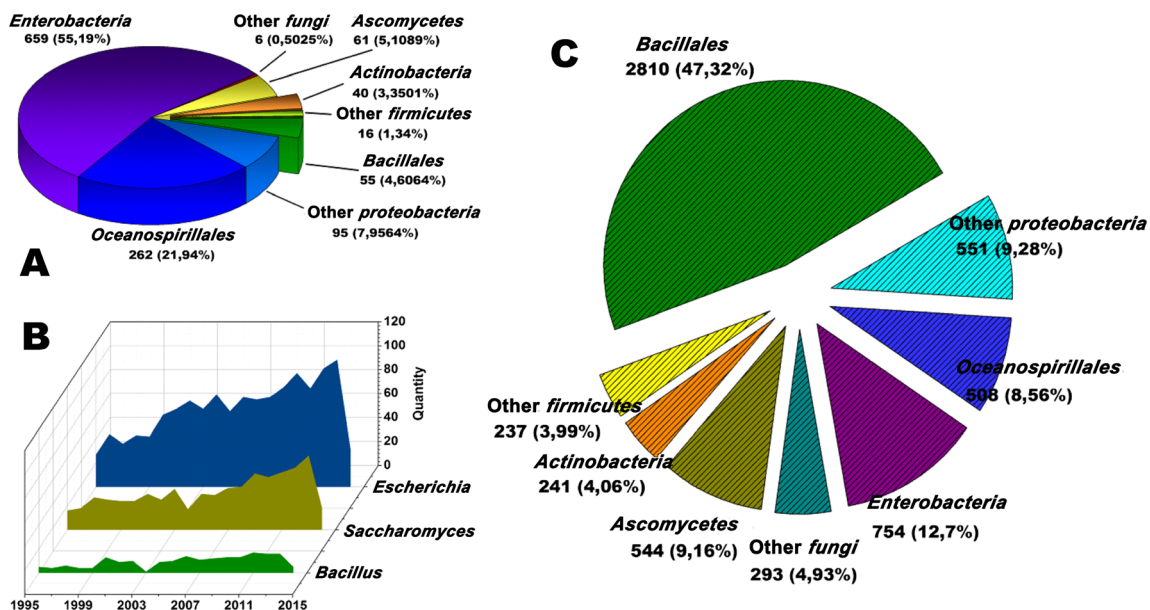 Enterobacteria
659 (55,19%)
Other fungi
6 (0,5025%)
Ascomycetes
61 (5,1089%)
Actinobacteria
40 (3,3501%)
Other firmicutes
16 (1,34%)
Bacillales
55 (4,6064%)
Other proteobacteria
95 (7,9564%)
Oceanospirillales
262 (21,94%)
A
B
120
100
80
60
40
20
0
Quantity
Escherichia
Saccharomyces
Bacillus
1995
1999
2003
2007
2011
2015
C
Bacillales
2810 (47,32%)
Other proteobacteria
551 (9,28%)
Oceanospirillales
508 (8,56%)
Enterobacteria
754 (12,7%)
Other fungi
293 (4,93%)
Ascomycetes
544 (9,16%)
Actinobacteria
241 (4,06%)
Other firmicutes
237 (3,99%)